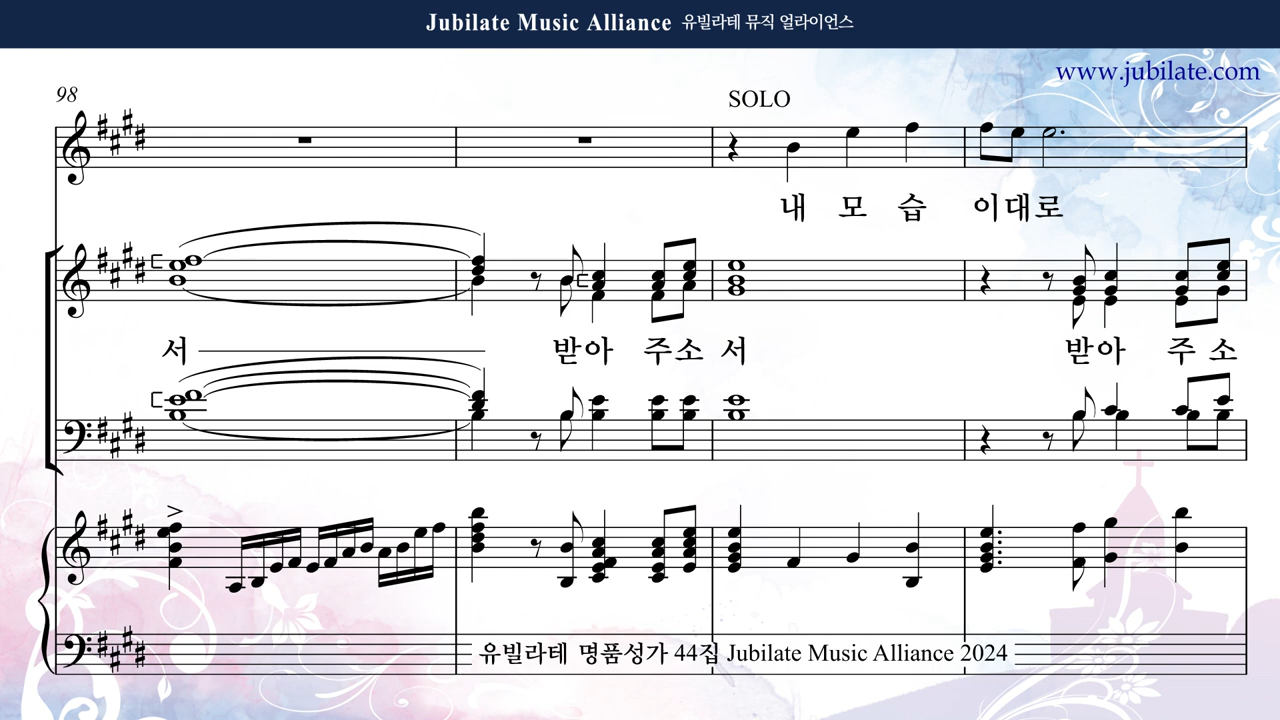 Jubilate Music Alliance 유빌라테 뮤직 얼라이언스
www.jubilate.com
98
SOLO
내 모 습 이대로
서 받아 주소 서 받아 주 소
유빌라테 명품성가 44집 Jubilate Music Alliance 2024